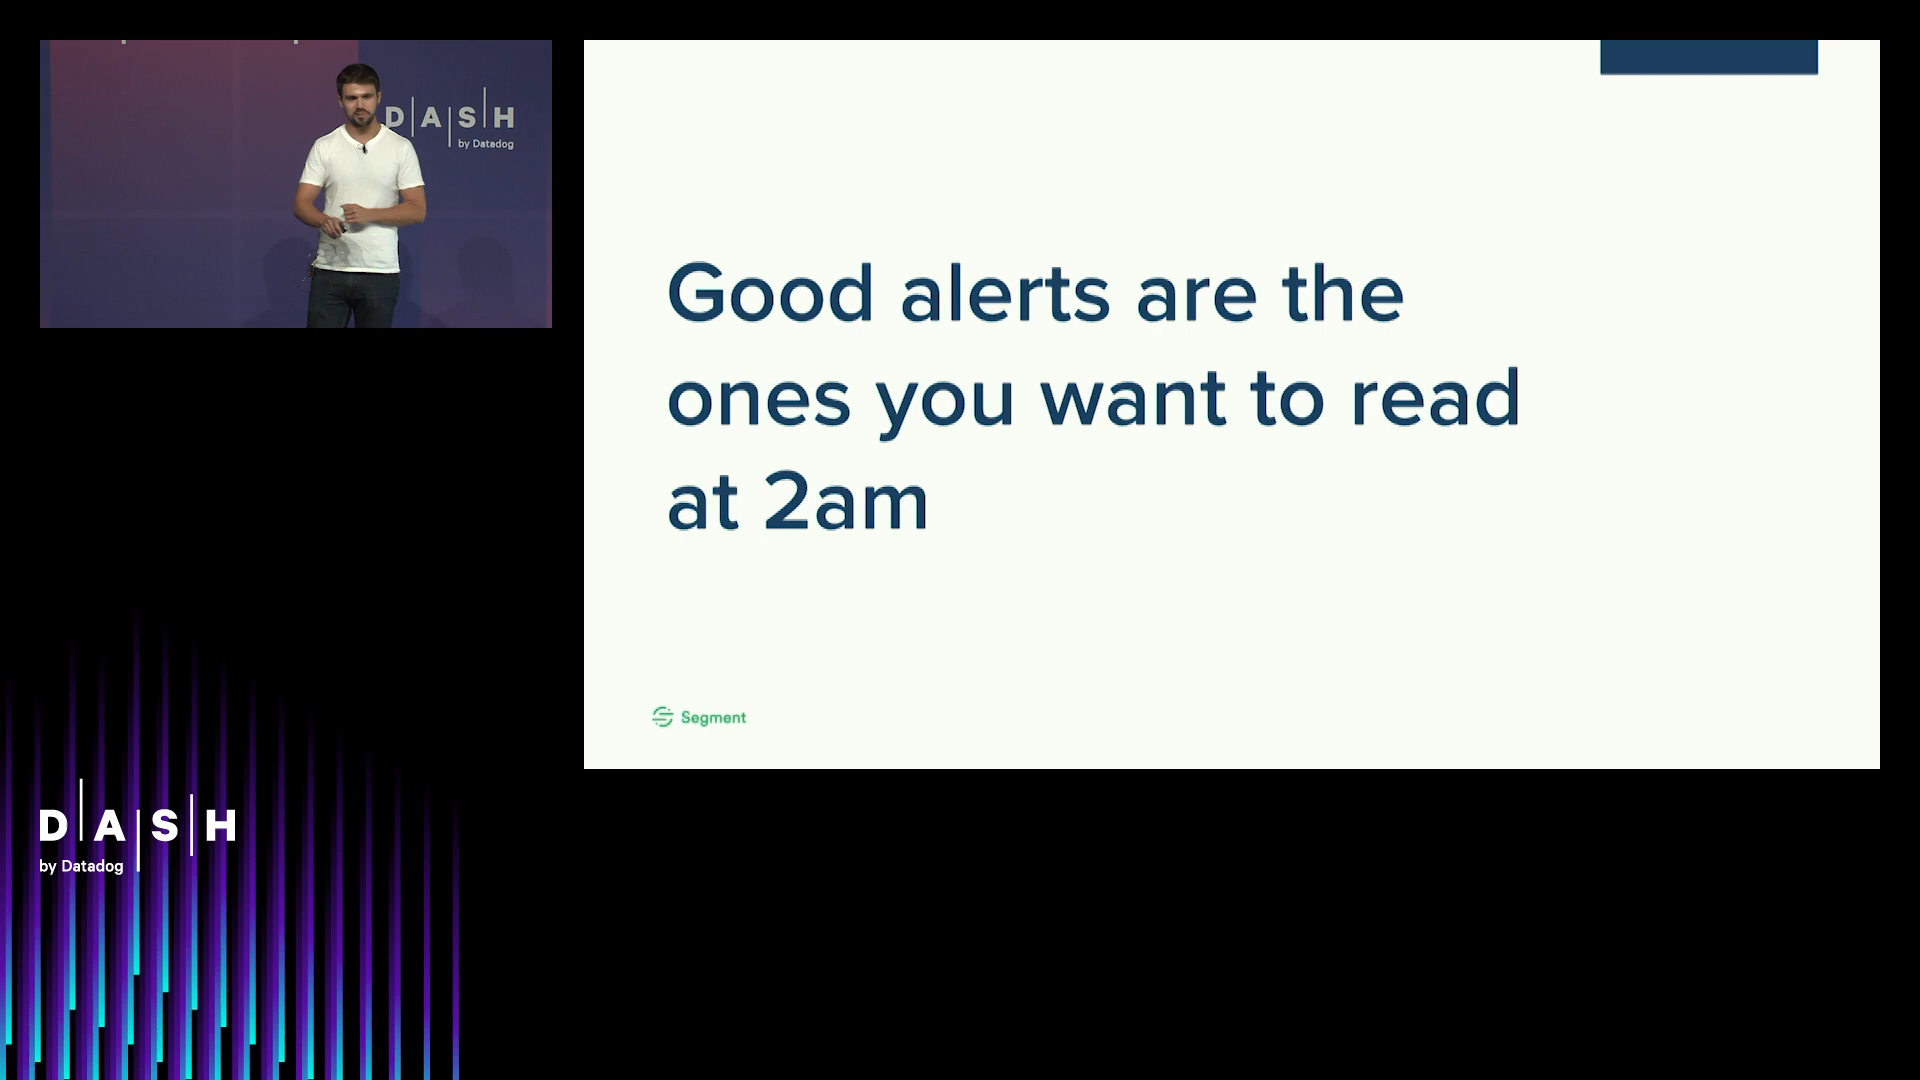 D A S H
by Datadog
Good alerts are the
ones you want to read
at 2am
Segment
D A S H
by Datadog